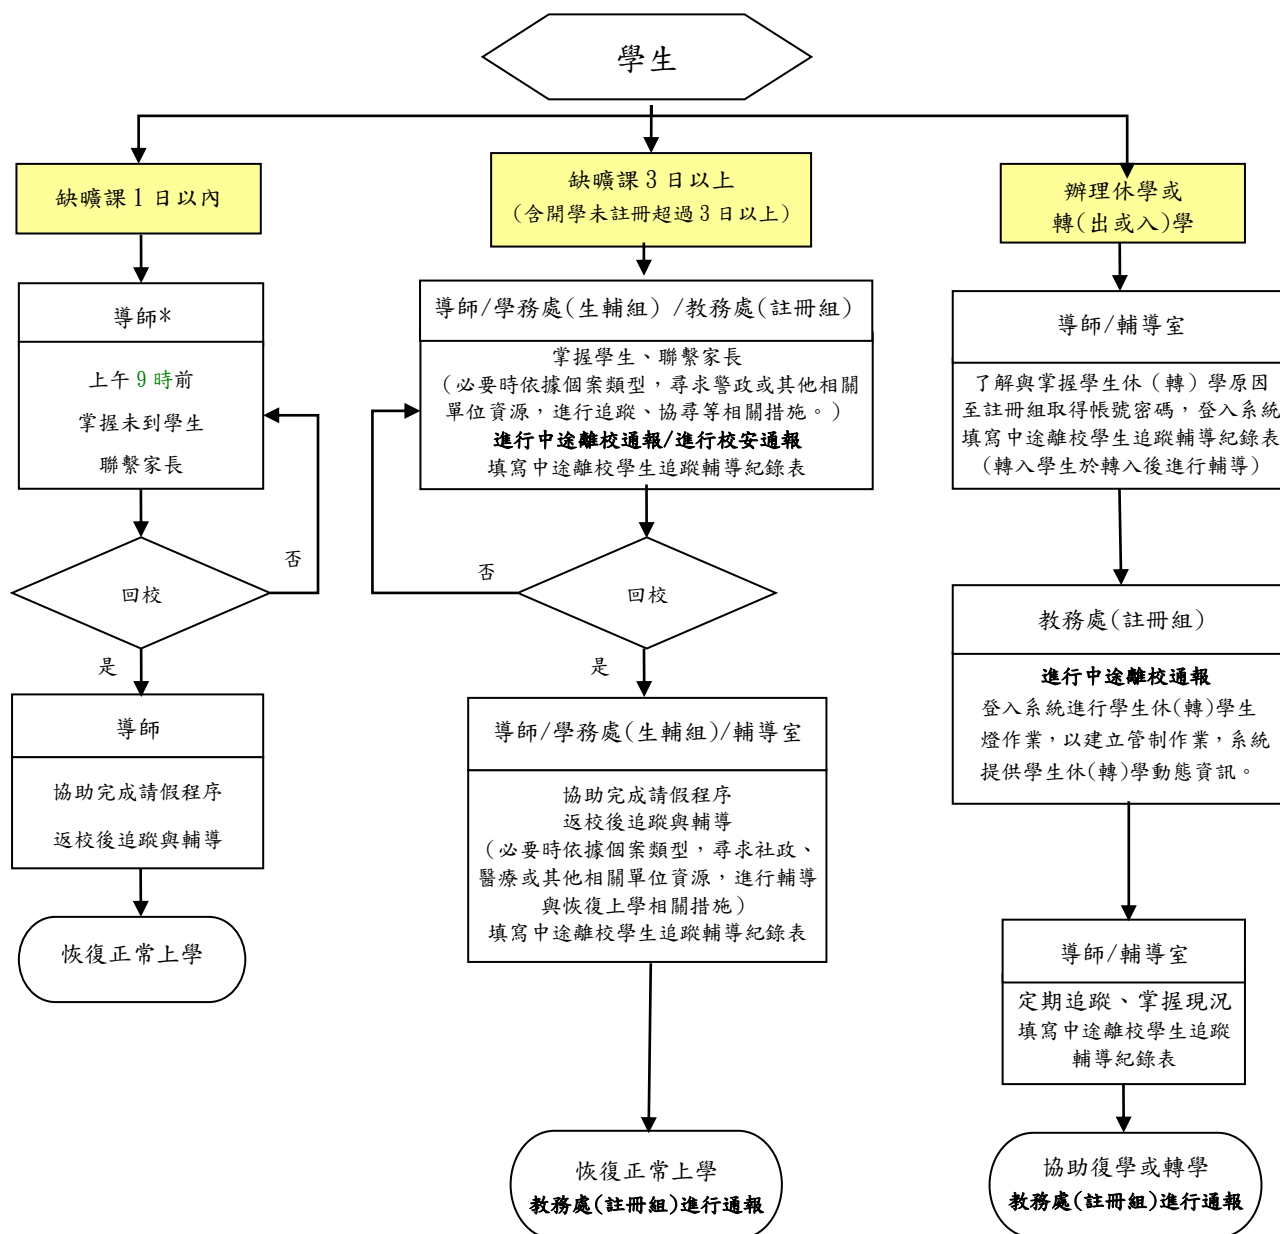 學生
缺曠課 1 日以內
導師*
上午 9 時前
掌握未到學生
聯繫家長
否
回校
是
導師
協助完成請假程序
返校後追蹤與輔導
恢復正常上學
缺曠課 3 日以上
(含開學未註冊超過 3 日以上)
導師/學務處(生輔組) /教務處(註冊組)
掌握學生、聯繫家長
（必要時依據個案類型，尋求警政或其他相關
單位資源，進行追蹤、協尋等相關措施。）
進行中途離校通報/進行校安通報
填寫中途離校學生追蹤輔導紀錄表
否
回校
是
導師/學務處(生輔組)/輔導室
協助完成請假程序
返校後追蹤與輔導
（必要時依據個案類型，尋求社政、
醫療或其他相關單位資源，進行輔導
與恢復上學相關措施）
填寫中途離校學生追蹤輔導紀錄表
恢復正常上學
教務處(註冊組)進行通報
辦理休學或
轉(出或入)學
導師/輔導室
了解與掌握學生休（轉）學原因
至註冊組取得帳號密碼，登入系統
填寫中途離校學生追蹤輔導紀錄表
(轉入學生於轉入後進行輔導)
教務處(註冊組)
進行中途離校通報
登入系統進行學生休(轉)學生
燈作業，以建立管制作業，系統
提供學生休(轉)學動態資訊。
導師/輔導室
定期追蹤、掌握現況
填寫中途離校學生追蹤
輔導紀錄表
協助復學或轉學
教務處(註冊組)進行通報